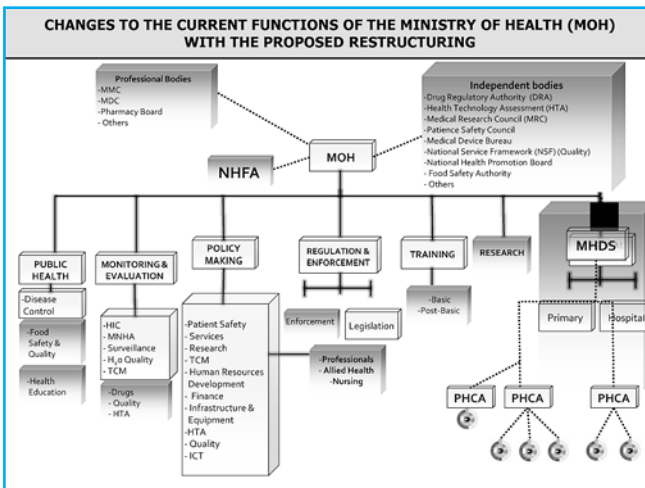 CHANGES TO THE CURRENT FUNCTIONS OF THE MINISTRY OF HEALTH (MOH)
WITH THE PROPOSED RESTRUCTURING
Professional Bodies
-MMC
-MDC
-Pharmacy Board
- Others
Independent bodies
-Drug Regulatory Authority (DRA)
-Health Technology Assessment (HTA)
-Medical Research Council (MRC)
-Patience Safety Council
-Medical Device Bureau
-National Service Framework (NSF) (Quality)
-National Health Promotion Board
- Food Safety Authority
- Others
MOH
NHFA
PUBLIC
HEALTH
-Disease
Control
-Food
Safety &
Quality
-Health
Education
MONITORING &
EVALUATION
-HIC
- MNHA
- Surveillance
- H₂o Quality
- TCM
-Drugs
- Quality
- HTA
POLICY
MAKING
-Patient Safety
- Services
- Research
- TCM
- Human Resources
Development
- Finance
- Infrastructure &
Equipment
-HTA
- Quality
- ICT
REGULATION &
ENFORCEMENT
Enforcement
Legislation
-Professionals
- Allied Health
- Nursing
TRAINING
-Basic
- Post-Basic
RESEARCH
MHDS
Primary
Hospital
PHCA
PHCA
PHCA